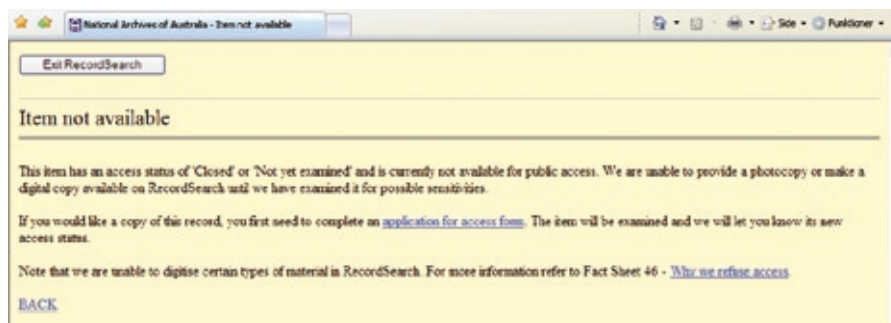 National Archives of Australia - Item not available
Side
Funktioner
Exit RecordSearch
Item not available
This item has an access status of 'Closed' or 'Not yet examined' and is currently not available for public access. We are unable to provide a photocopy or make a
digital copy available on RecordSearch until we have examined it for possible sensitivities.
If you would like a copy of this record, you first need to complete an application for access form. The item will be examined and we will let you know its new
access status.
Note that we are unable to digitise certain types of material in RecordSearch. For more information refer to Fact Sheet 46 - Why we refuse access.
BACK